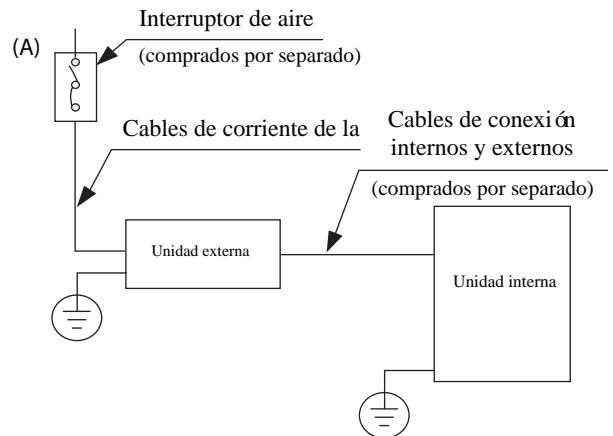 Interruptor de aire
(A)
(comprados por separado)
Cables de corriente de la
Cables de conexión
internos y externos
(comprados por separado)
Unidad externa
Unidad interna